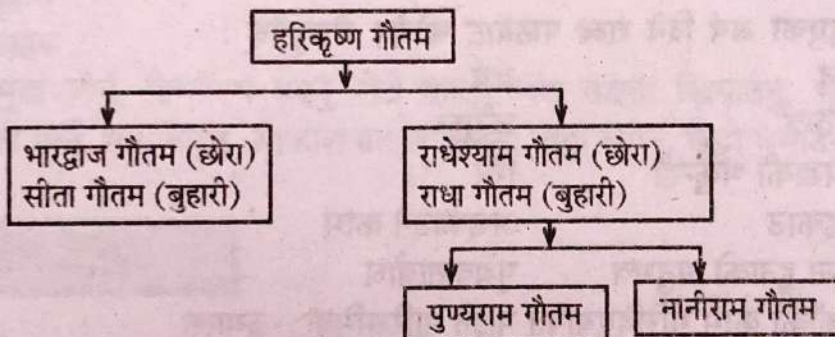 हरिकृष्ण गौतम
भारद्वाज गौतम (छोरा)
सीता गौतम (बुहारी)
राधेश्याम गौतम (छोरा)
राधा गौतम (बुहारी)
पुण्यराम गौतम
नानीराम गौतम